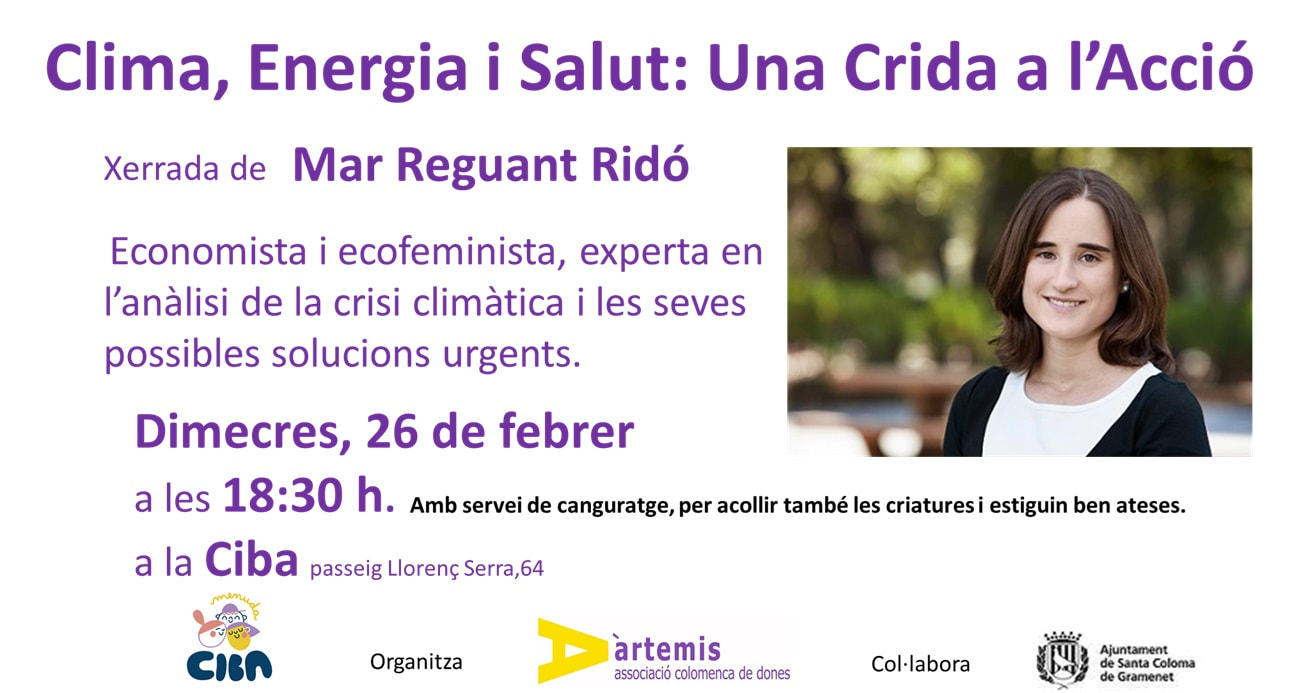 Clima, Energia i Salut: Una Crida a l’Acció
Xerrada de Mar Reguant Ridó
Economista i ecofeminista, experta en
l’anàlisi de la crisi climàtica i les seves
possibles solucions urgents.
Dimecres, 26 de febrer
a les 18:30 h. Amb servei de canguratge, per acollir també les criatures i estiguin ben ateses.
a la Ciba passeig Llorenç Serra,64
menuda
CIBA
Organitza
àrtemis
associació colomenca de dones
Col·labora
Ajuntament
de Santa Coloma
de Gramenet